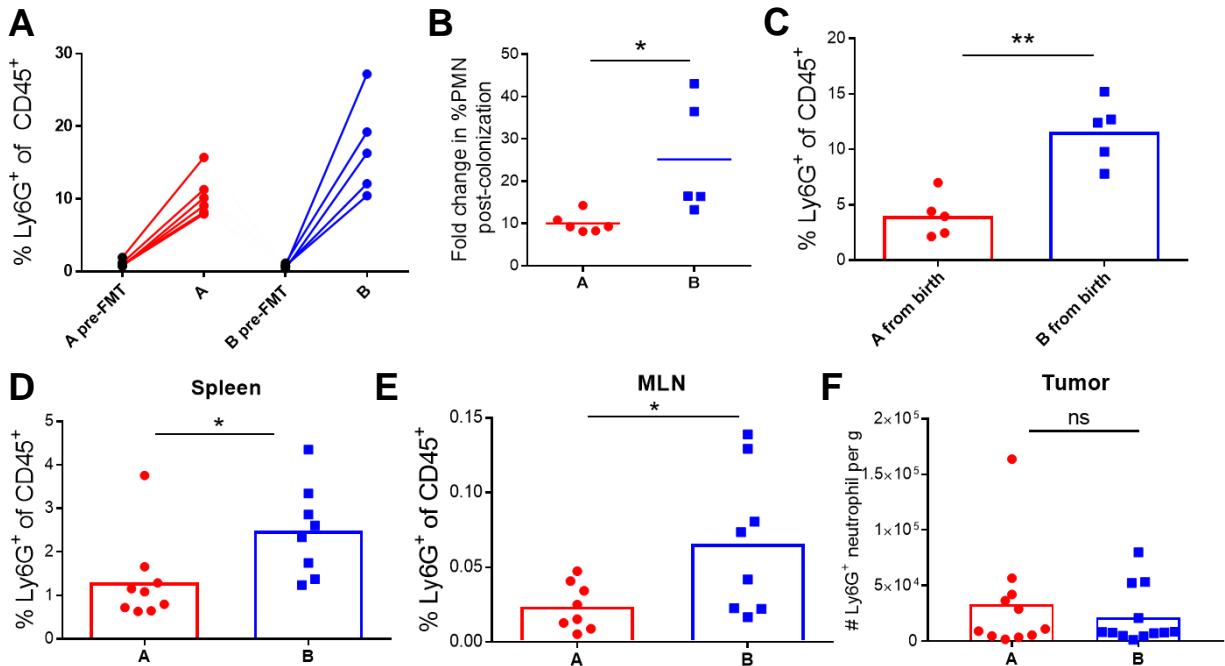 A
% Ly6G⁺ of CD45⁺
30
20
10
0
A pre-FMT
A
B pre-FMT
B
B
Fold change in %PMN
post-colonization
50
40
30
20
10
0
*
A
B
C
% Ly6G⁺ of CD45⁺
20
15
10
5
0
**
A from birth
B from birth
D
Spleen
% Ly6G⁺ of CD45⁺
5
4
3
2
1
0
*
A
B
E
MLN
% Ly6G⁺ of CD45⁺
0.15
0.10
0.05
0.00
*
A
B
F
Tumor
# Ly6G⁺ neutrophil per g
2×10⁵
1.5×10⁵
1×10⁵
5×10⁴
0
ns
A
B